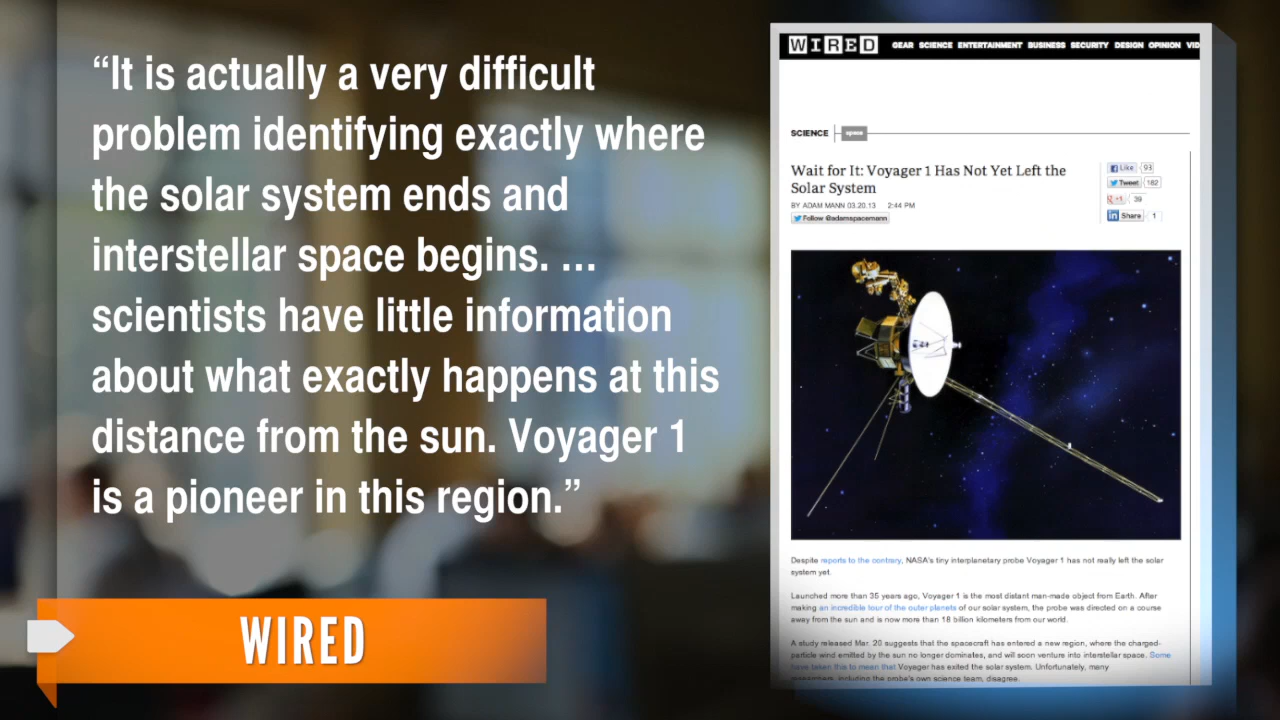 “It is actually a very difficult
problem identifying exactly where
the solar system ends and
interstellar space begins. ...
scientists have little information
about what exactly happens at this
distance from the sun. Voyager 1
is a pioneer in this region.”
WIRED
WIRED GEAR SCIENCE ENTERTAINMENT BUSINESS SECURITY DESIGN OPINION VID
SCIENCE space
Wait for It: Voyager 1 Has Not Yet Left the
Solar System
BY ADAM MANN 03.20.13 2:44 PM
Follow @adamspacemann
Like 93
Tweet 182
+1 39
Share 1
Despite reports to the contrary, NASA's tiny interplanetary probe Voyager 1 has not really left the solar
system yet.
Launched more than 35 years ago, Voyager 1 is the most distant man-made object from Earth. After
making an incredible tour of the outer planets of our solar system, the probe was directed on a course
away from the sun and is now more than 18 billion kilometers from our world.
A study released Mar. 20 suggests that the spacecraft has entered a new region, where the charged-
particle wind emitted by the sun no longer dominates, and will soon venture into interstellar space. Some
have taken this to mean that Voyager has exited the solar system. Unfortunately, many
researchers, including the probe's own science team, disagree.